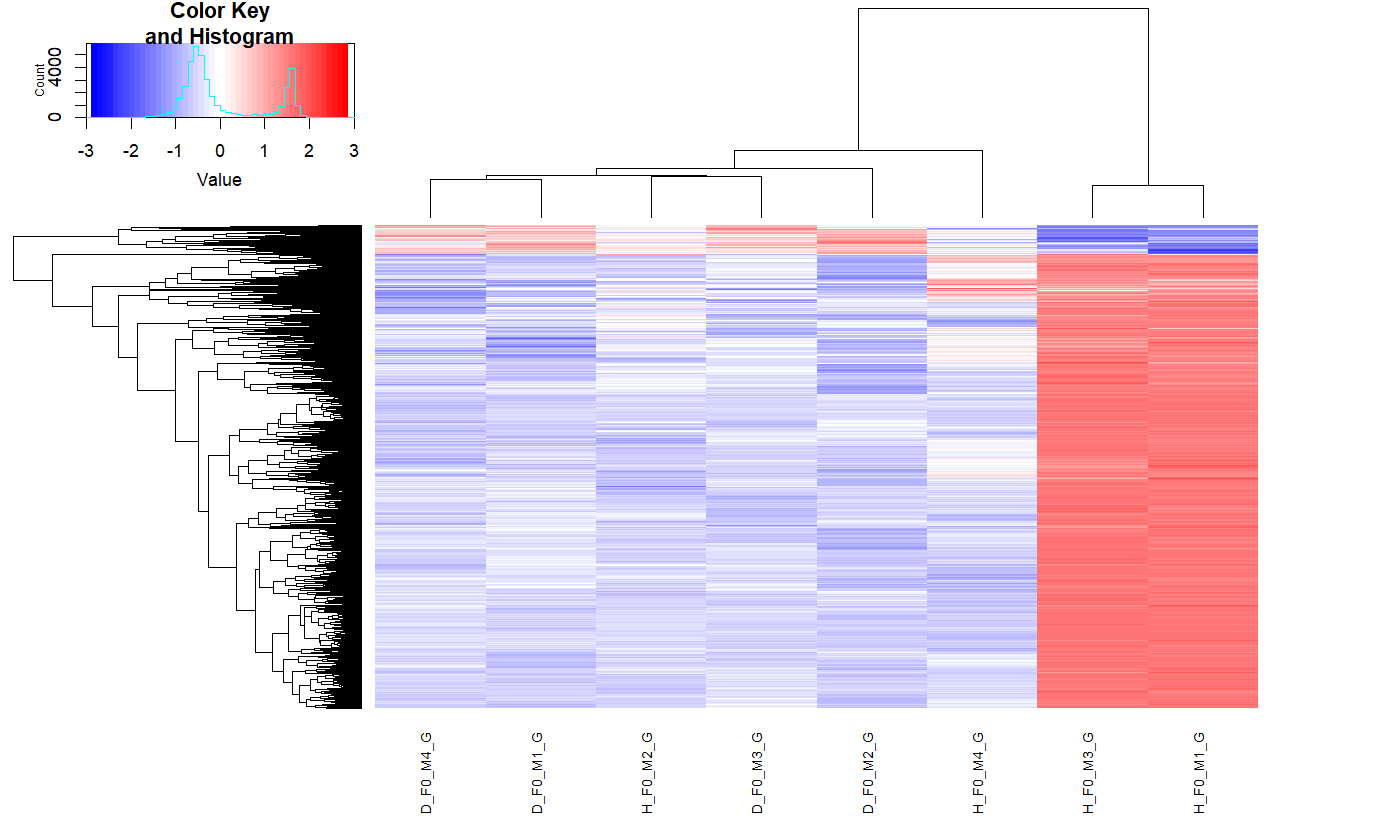 Color Key
and Histogram
Count
0 4000
-3 -2 -1 0 1 2 3
Value
D_F0_M4_G
D_F0_M1_G
H_F0_M2_G
D_F0_M3_G
D_F0_M2_G
H_F0_M4_G
H_F0_M3_G
H_F0_M1_G